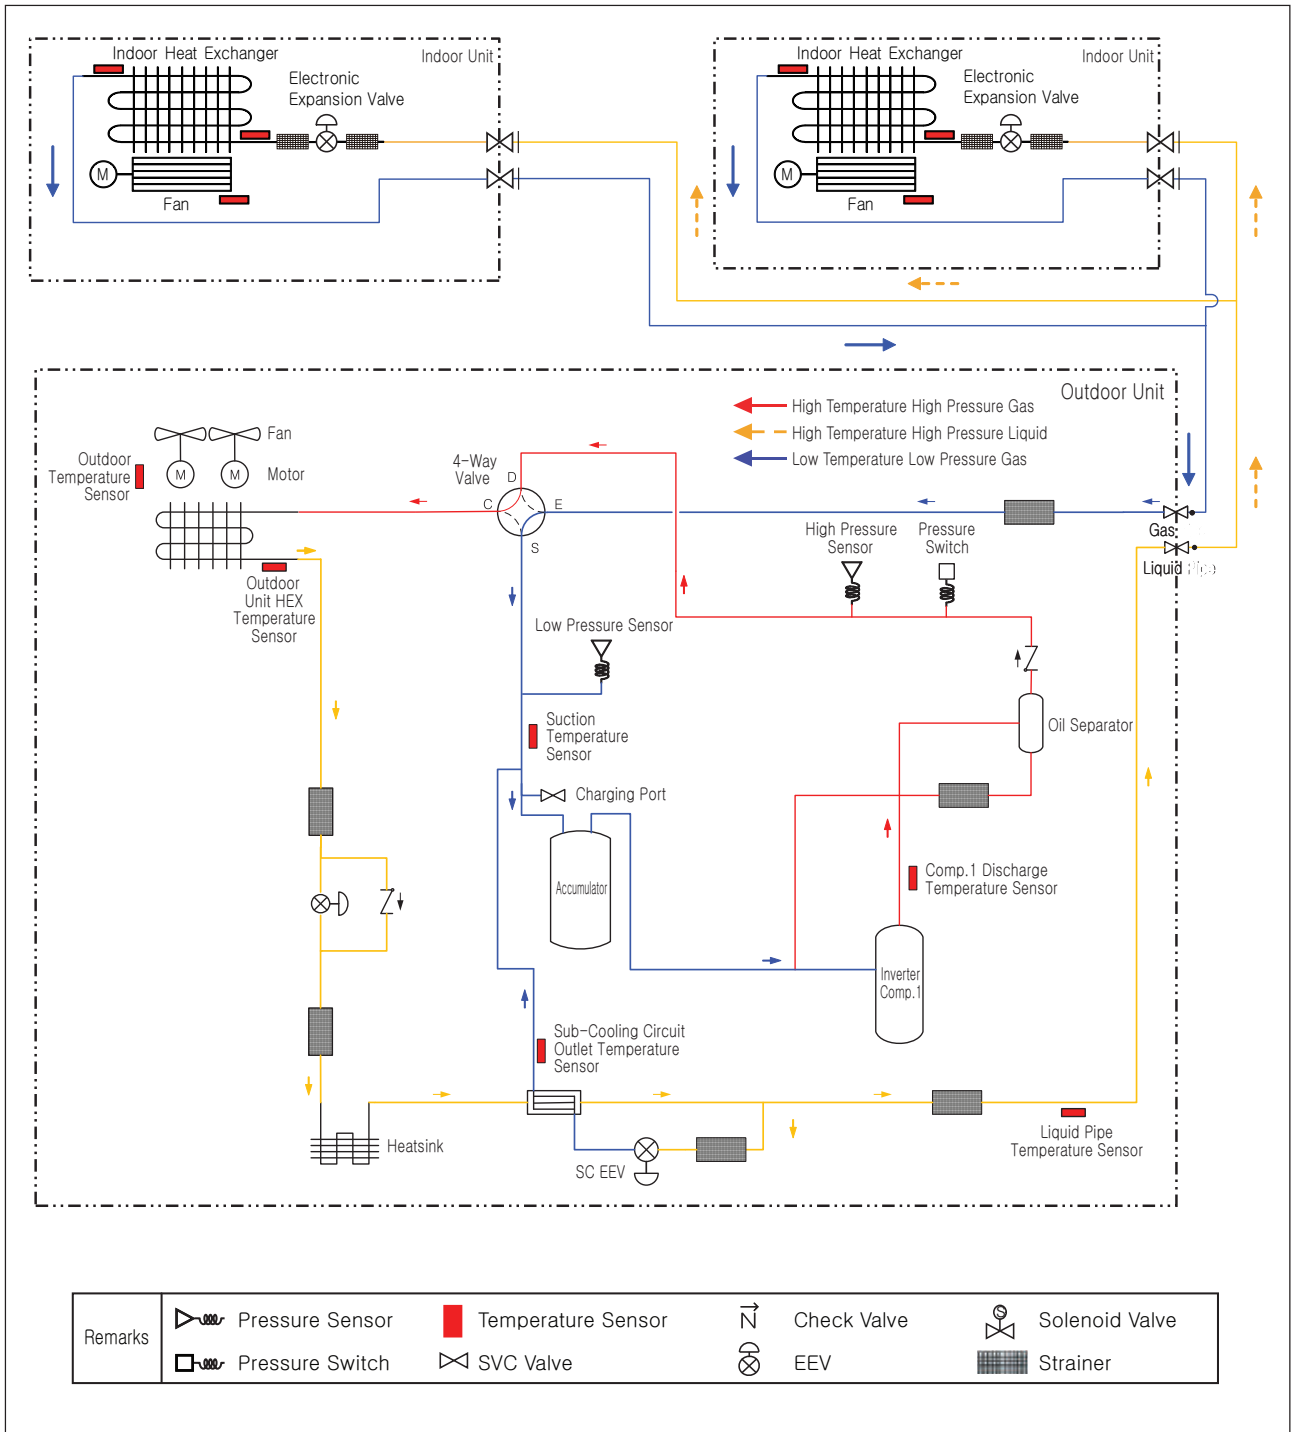 Indoor Heat Exchanger
Indoor Unit
Electronic
Expansion Valve
M
Fan
Indoor Heat Exchanger
Indoor Unit
Electronic
Expansion Valve
M
Fan
Outdoor Unit
High Temperature High Pressure Gas
High Temperature High Pressure Liquid
Low Temperature Low Pressure Gas
Fan
Motor
M
M
Outdoor
Temperature
Sensor
4-Way
Valve
D
C
E
S
High Pressure
Sensor
Pressure
Switch
Gas
Liquid Pipe
Outdoor
Unit HEX
Temperature
Sensor
Low Pressure Sensor
Suction
Temperature
Sensor
Oil Separator
Charging Port
Accumulator
Comp.1 Discharge
Temperature Sensor
Inverter
Comp.1
Sub-Cooling Circuit
Outlet Temperature
Sensor
Heatsink
SC EEV
Liquid Pipe
Temperature Sensor
Remarks
Pressure Sensor
Temperature Sensor
Check Valve
S
Solenoid Valve
Pressure Switch
SVC Valve
EEV
Strainer